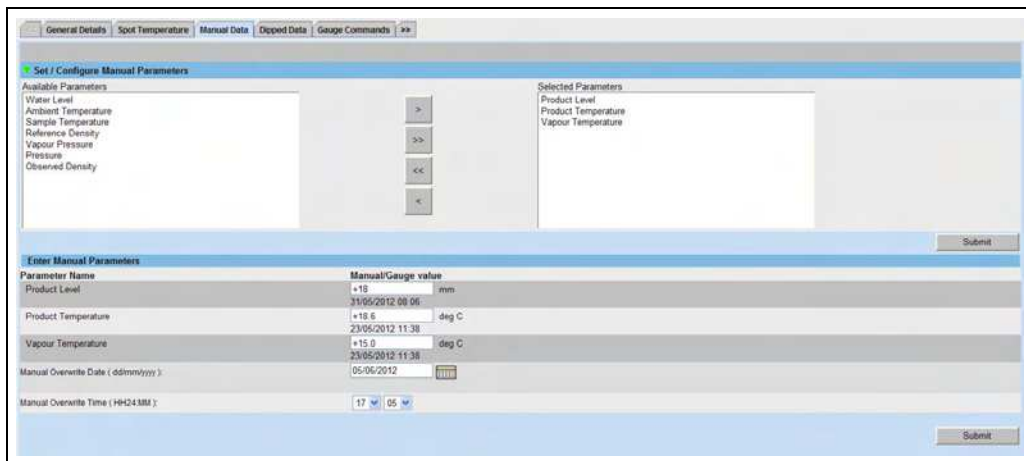 General Details Spot Temperature Manual Data Dipped Data Gauge Commands >>
Set / Configure Manual Parameters
Available Parameters Selected Parameters
Water Level
Ambient Temperature
Sample Temperature
Reference Density
Vapour Pressure
Pressure
Observed Density
>
>>
<<
<
Product Level
Product Temperature
Vapour Temperature
Submit
Enter Manual Parameters
Parameter Name Manual/Gauge value
Product Level +18 mm
31/05/2012 08:06
Product Temperature +18.6 deg C
23/05/2012 11:38
Vapour Temperature +15.0 deg C
23/05/2012 11:38
Manual Overwrite Date ( dd/mm/yyyy ): 05/06/2012
Manual Overwrite Time ( HH24:MM ): 17 05
Submit